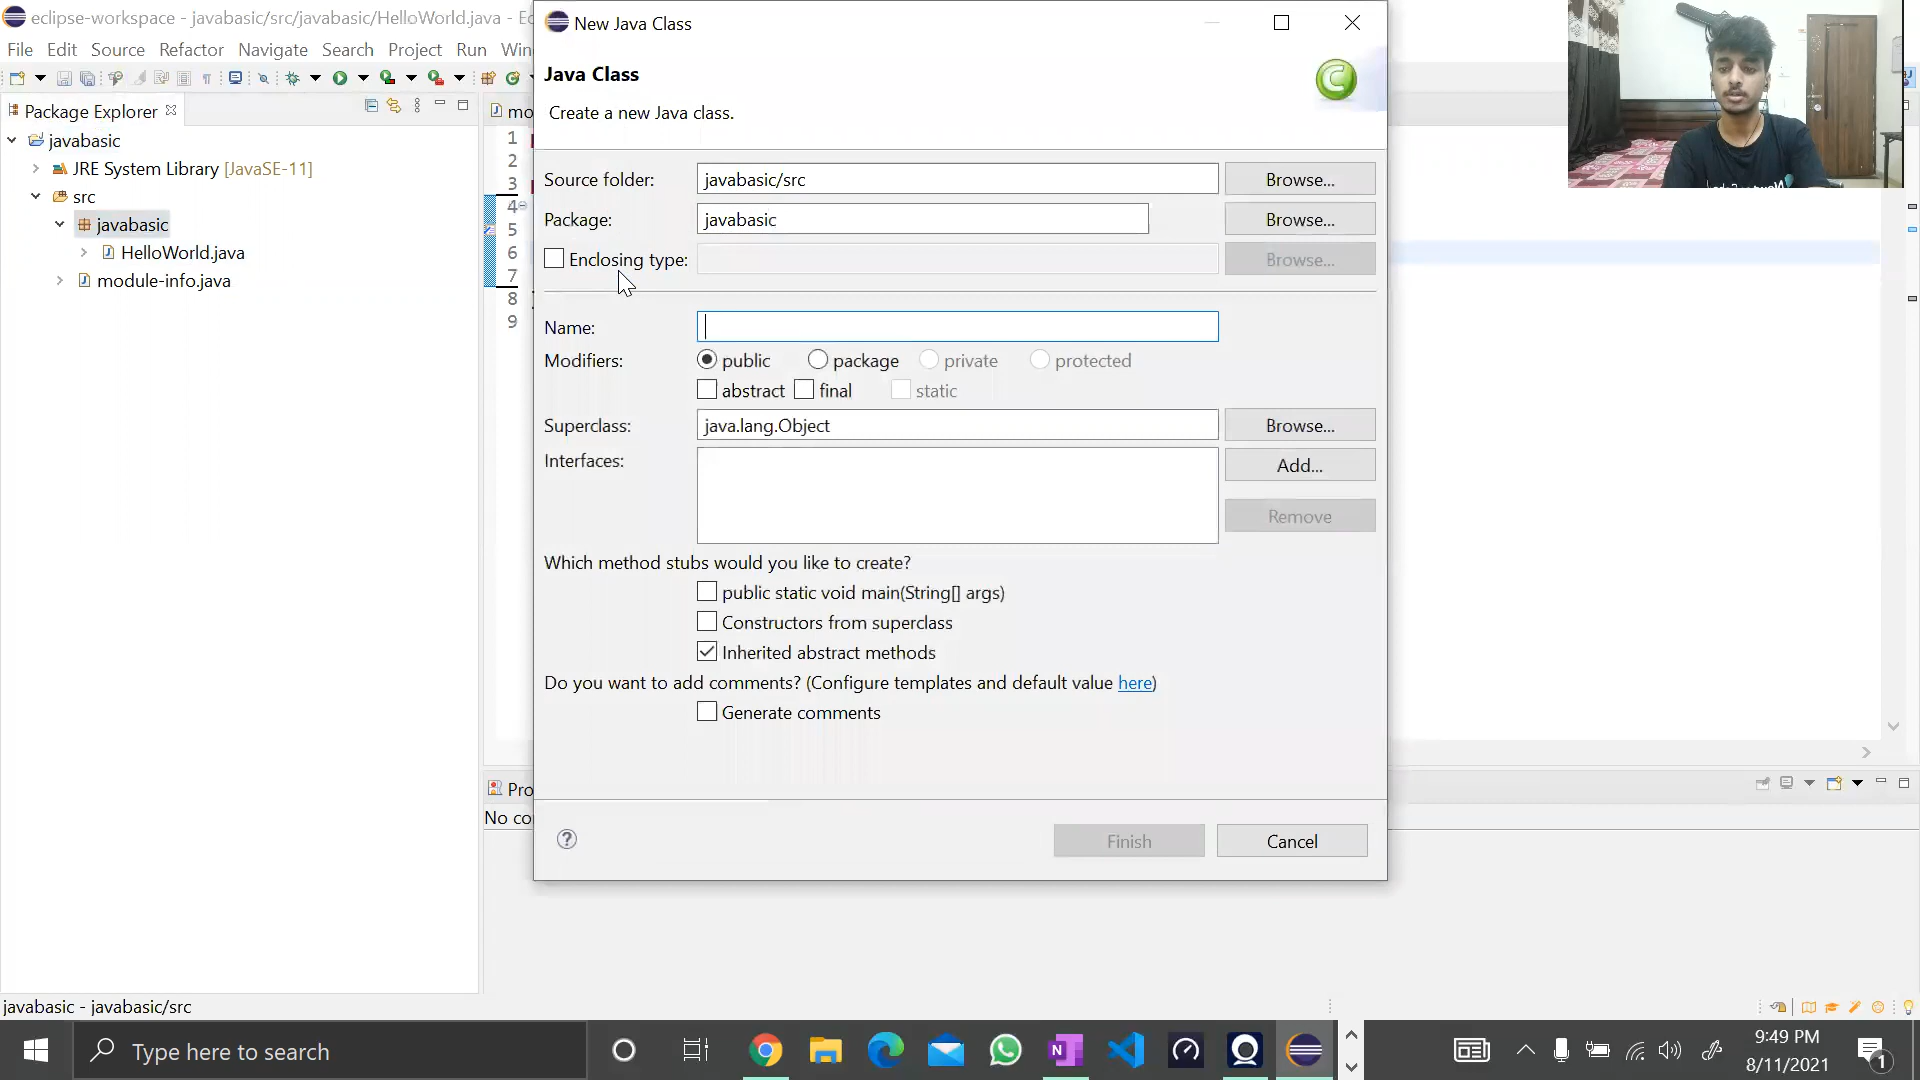 eclipse-workspace - javabasic/src/javabasic/HelloWorld.java - Ec
File Edit Source Refactor Navigate Search Project Run Win
Package Explorer
javabasic
JRE System Library [JavaSE-11]
src
javabasic
HelloWorld.java
module-info.java
mo
1
2
3
4
5
6
7
8
9
New Java Class
Java Class
Create a new Java class.
Source folder: javabasic/src Browse...
Package: javabasic Browse...
Enclosing type: Browse...
Name:
Modifiers: public package private protected
abstract final static
Superclass: java.lang.Object Browse...
Interfaces: Add...
Remove
Which method stubs would you like to create?
public static void main(String[] args)
Constructors from superclass
Inherited abstract methods
Do you want to add comments? (Configure templates and default value here)
Generate comments
Finish Cancel
Pro
No co
javabasic - javabasic/src
Type here to search
9:49 PM
8/11/2021
1